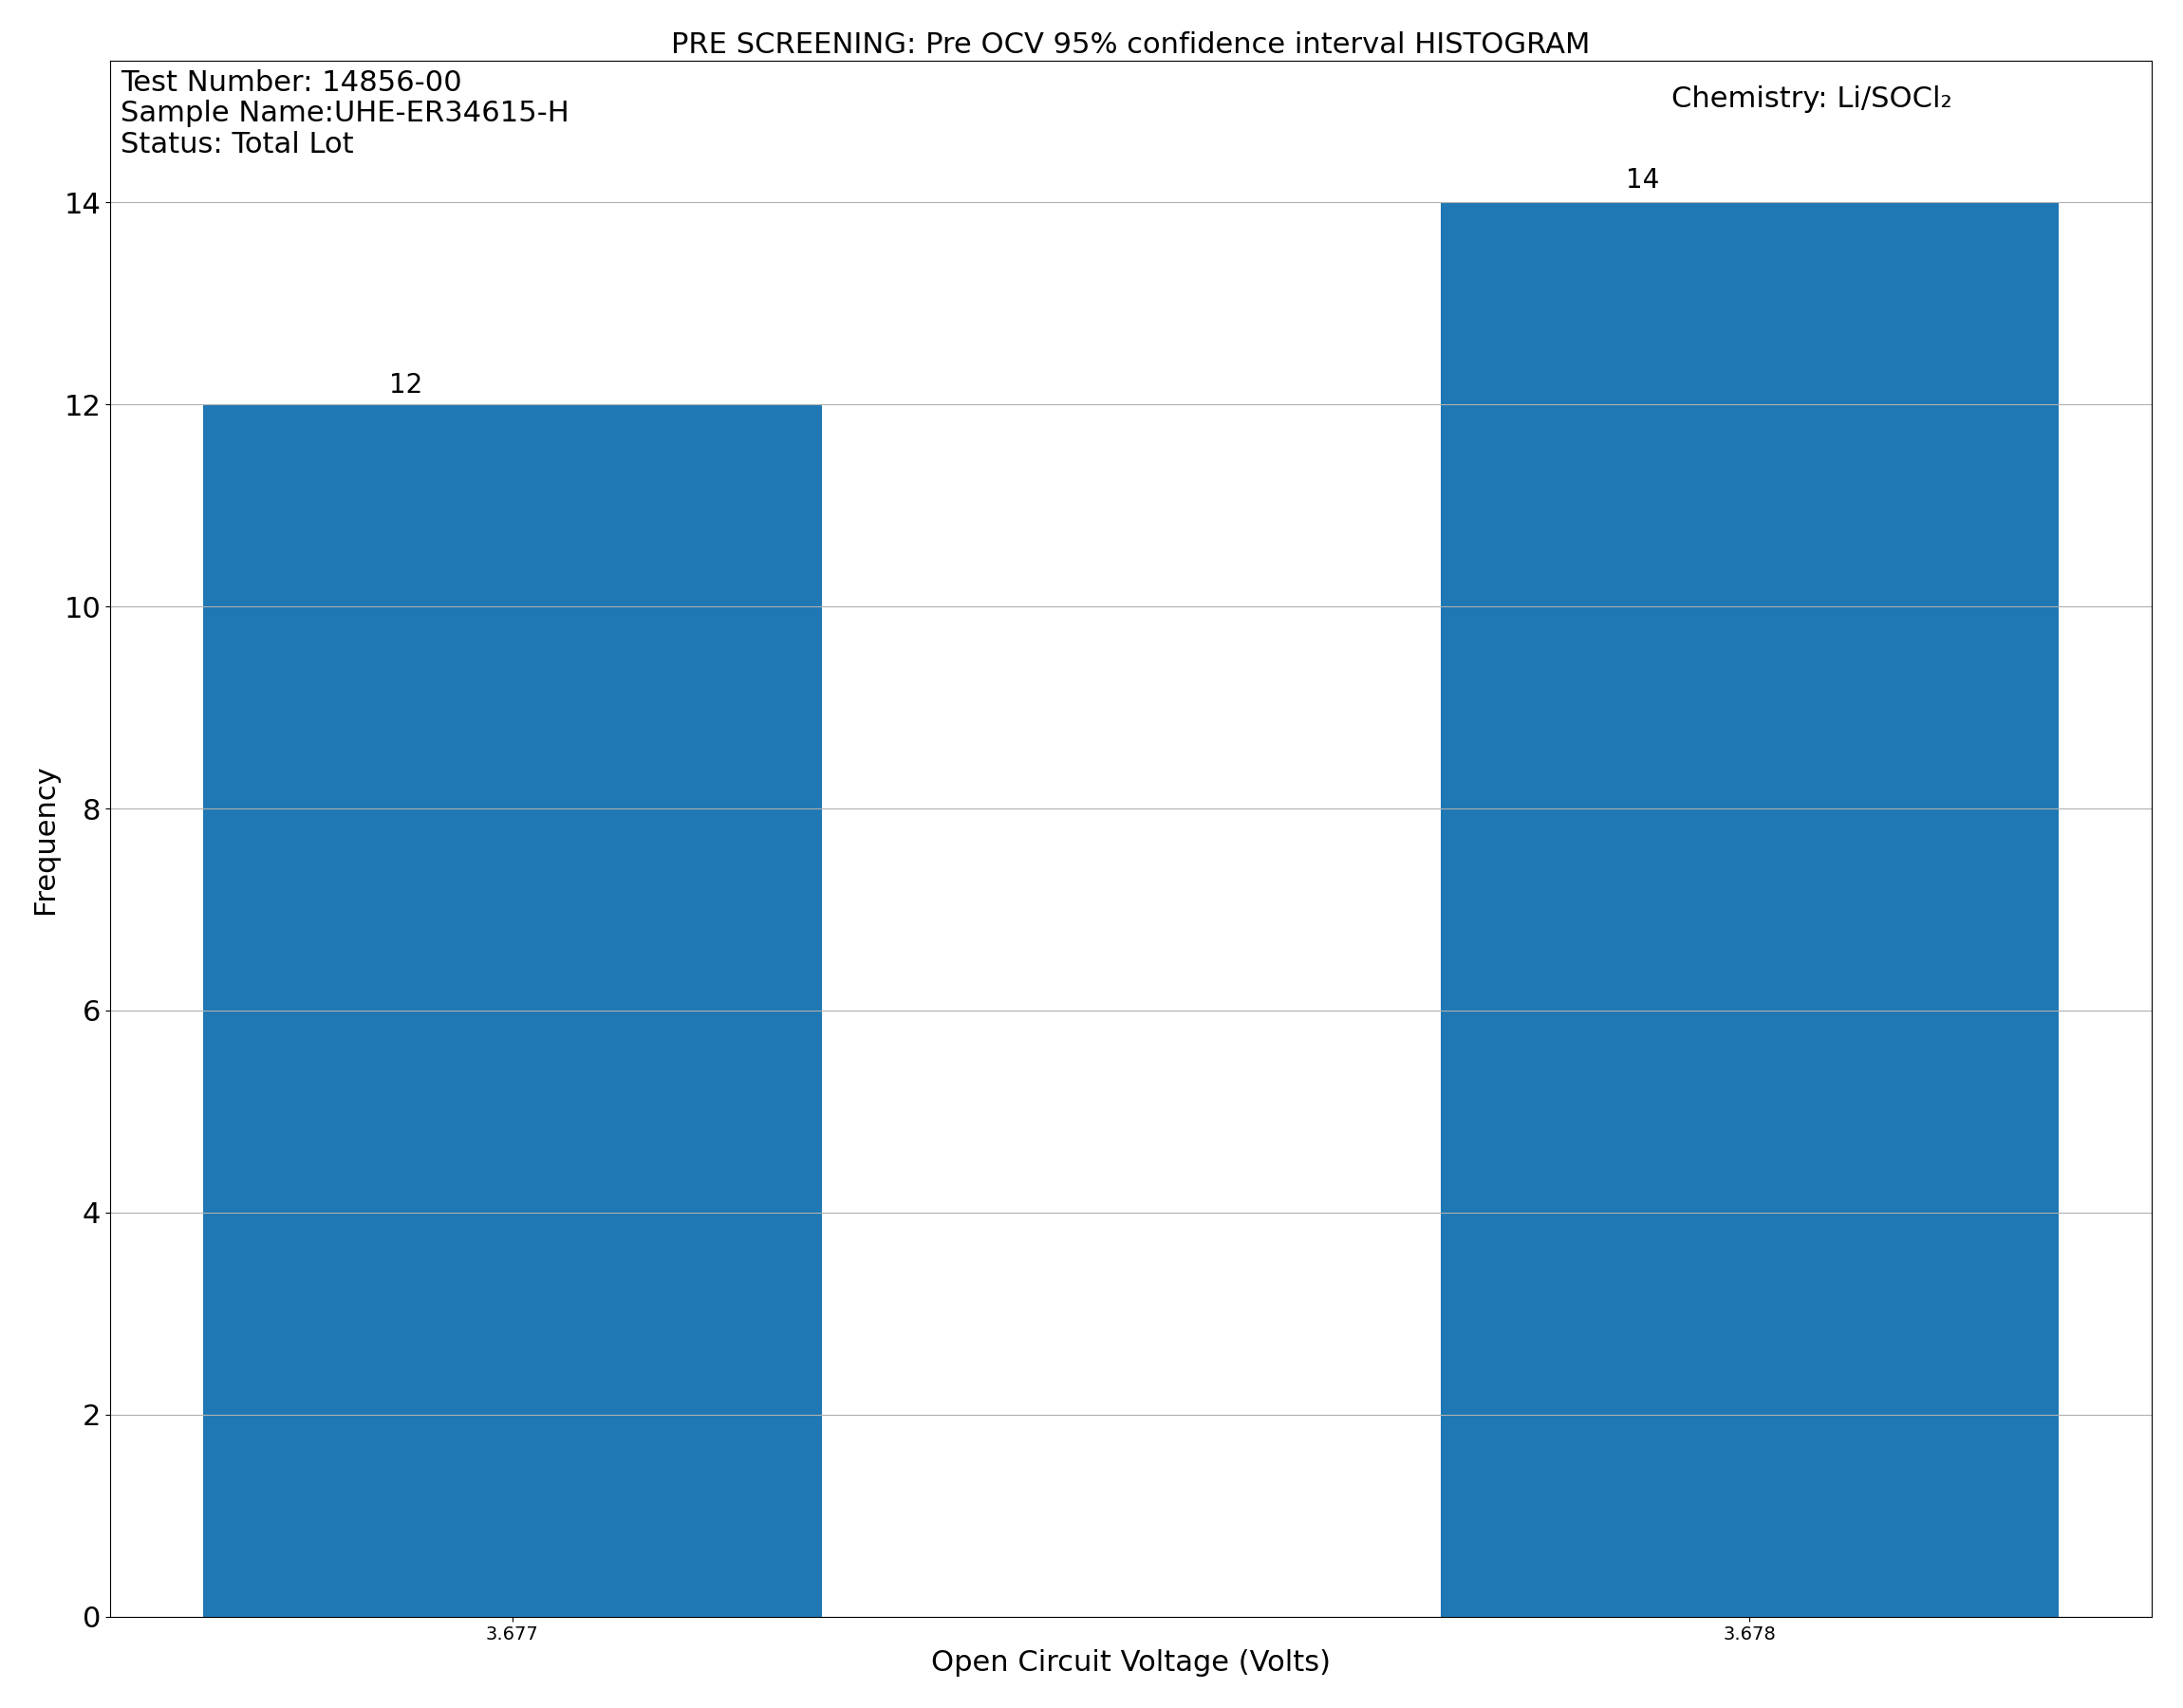 PRE SCREENING: Pre OCV 95% confidence interval HISTOGRAM
Test Number: 14856-00
Sample Name:UHE-ER34615-H
Status: Total Lot
Chemistry: Li/SOCl₂
14
12
14
12
10
8
6
4
2
0
Frequency
3.677
3.678
Open Circuit Voltage (Volts)